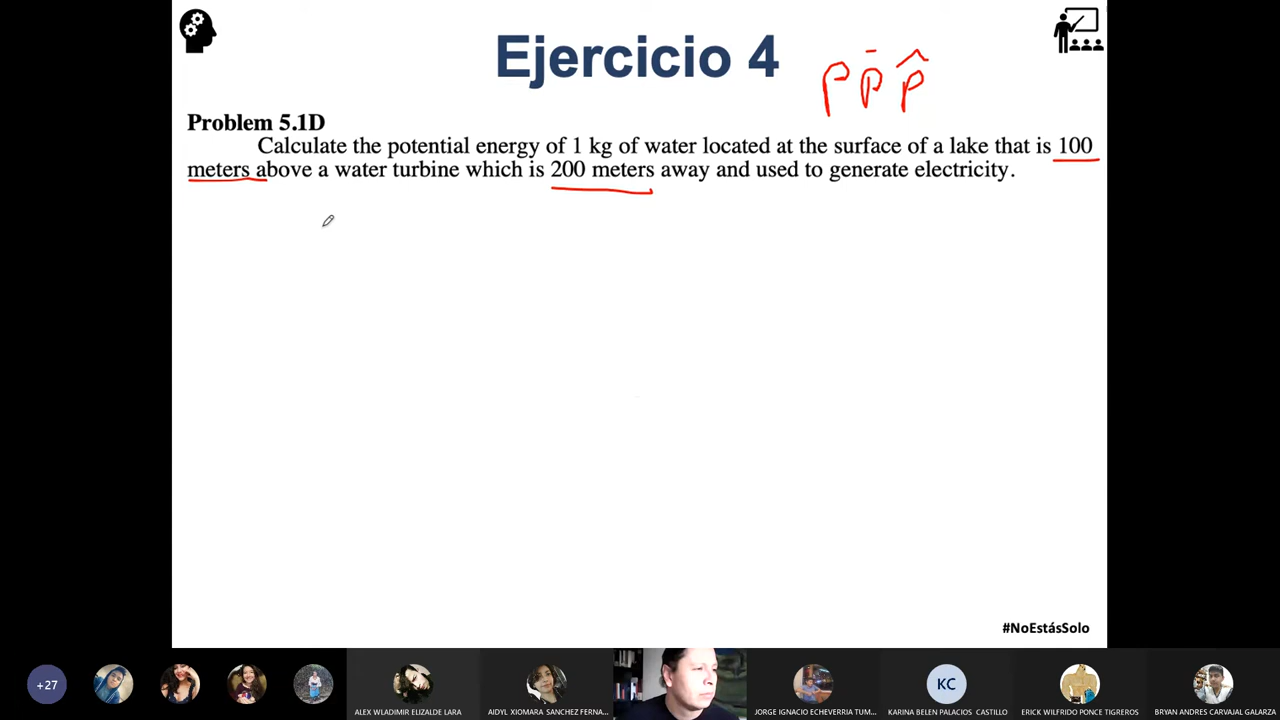 Ejercicio 4
P P̄ P̂
Problem 5.1D
Calculate the potential energy of 1 kg of water located at the surface of a lake that is 100
meters above a water turbine which is 200 meters away and used to generate electricity.
#NoEstásSolo
+27
ALEX WLADIMIR ELIZALDE LARA
AIDYL XIOMARA SANCHEZ FERNA...
JORGE IGNACIO ECHEVERRIA TUM...
KC
KARINA BELEN PALACIOS CASTILLO
ERICK WILFRIDO PONCE TIGREROS
BRYAN ANDRES CARVAJAL GALARZA